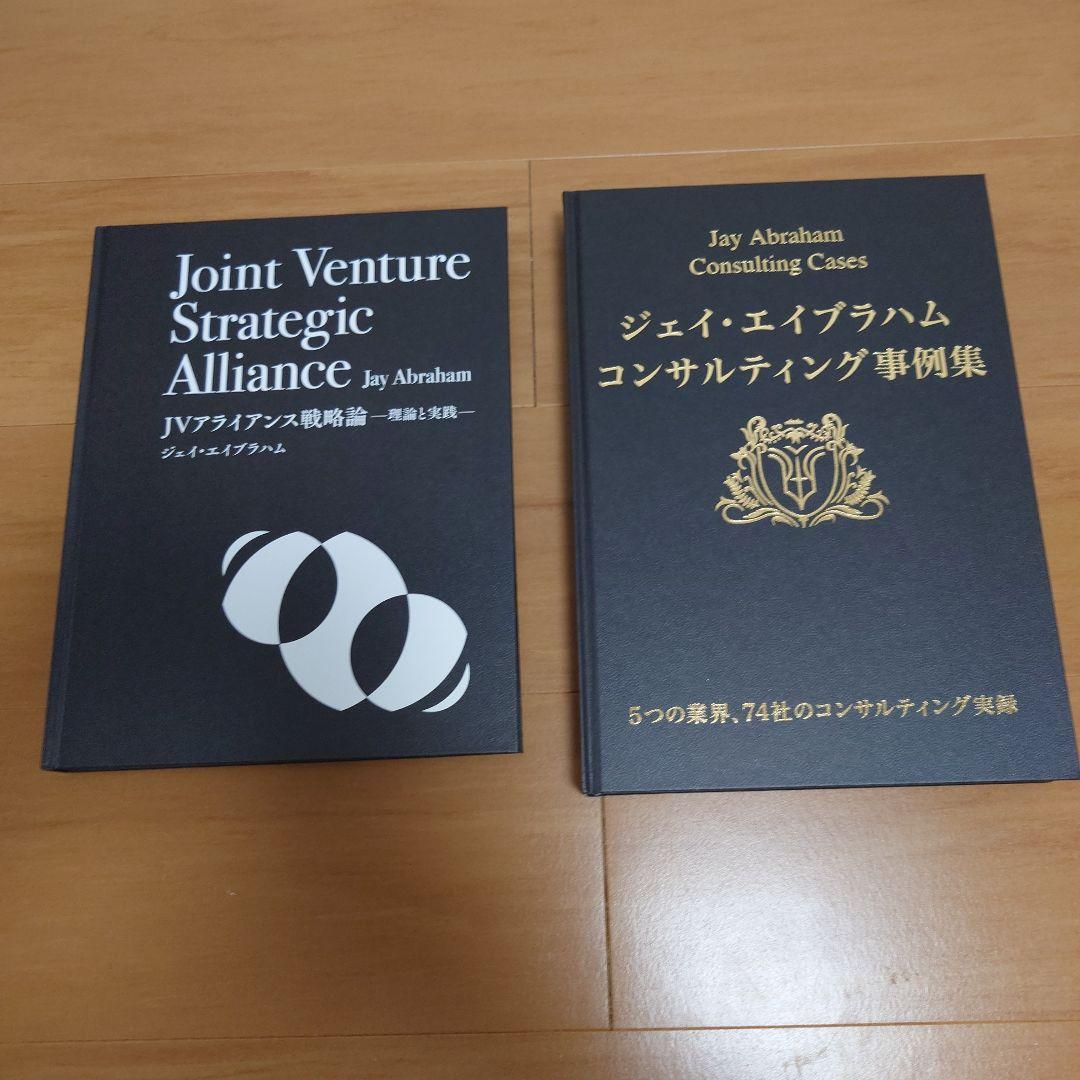 Joint Venture
Strategic
Alliance Jay Abraham
JVアライアンス戦略論―理論と実践―
ジェイ・エイブラハム
Jay Abraham
Consulting Cases
ジェイ・エイブラハム
コンサルティング事例集
5つの業界、74社のコンサルティング実録